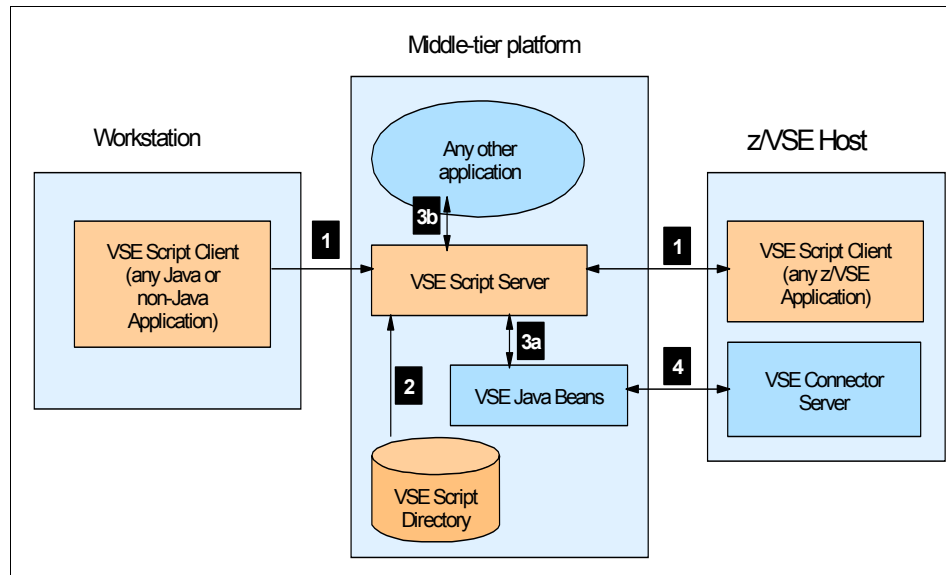 Middle-tier platform
Workstation
z/VSE Host
Any other
application
3b
VSE Script Client
(any Java or
non-Java
Application)
1
VSE Script Server
1
VSE Script Client
(any z/VSE
Application)
3a
2
VSE Java Beans
4
VSE Connector
Server
VSE Script
Directory